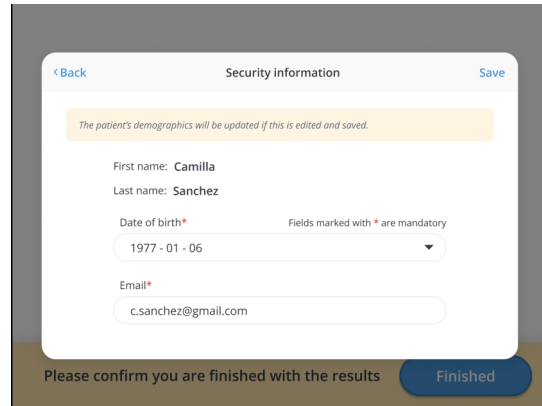 < Back Security information Save
The patient's demographics will be updated if this is edited and saved.
First name: Camilla
Last name: Sanchez
Date of birth* Fields marked with * are mandatory
1977 - 01 - 06
Email*
c.sanchez@gmail.com
Please confirm you are finished with the results Finished